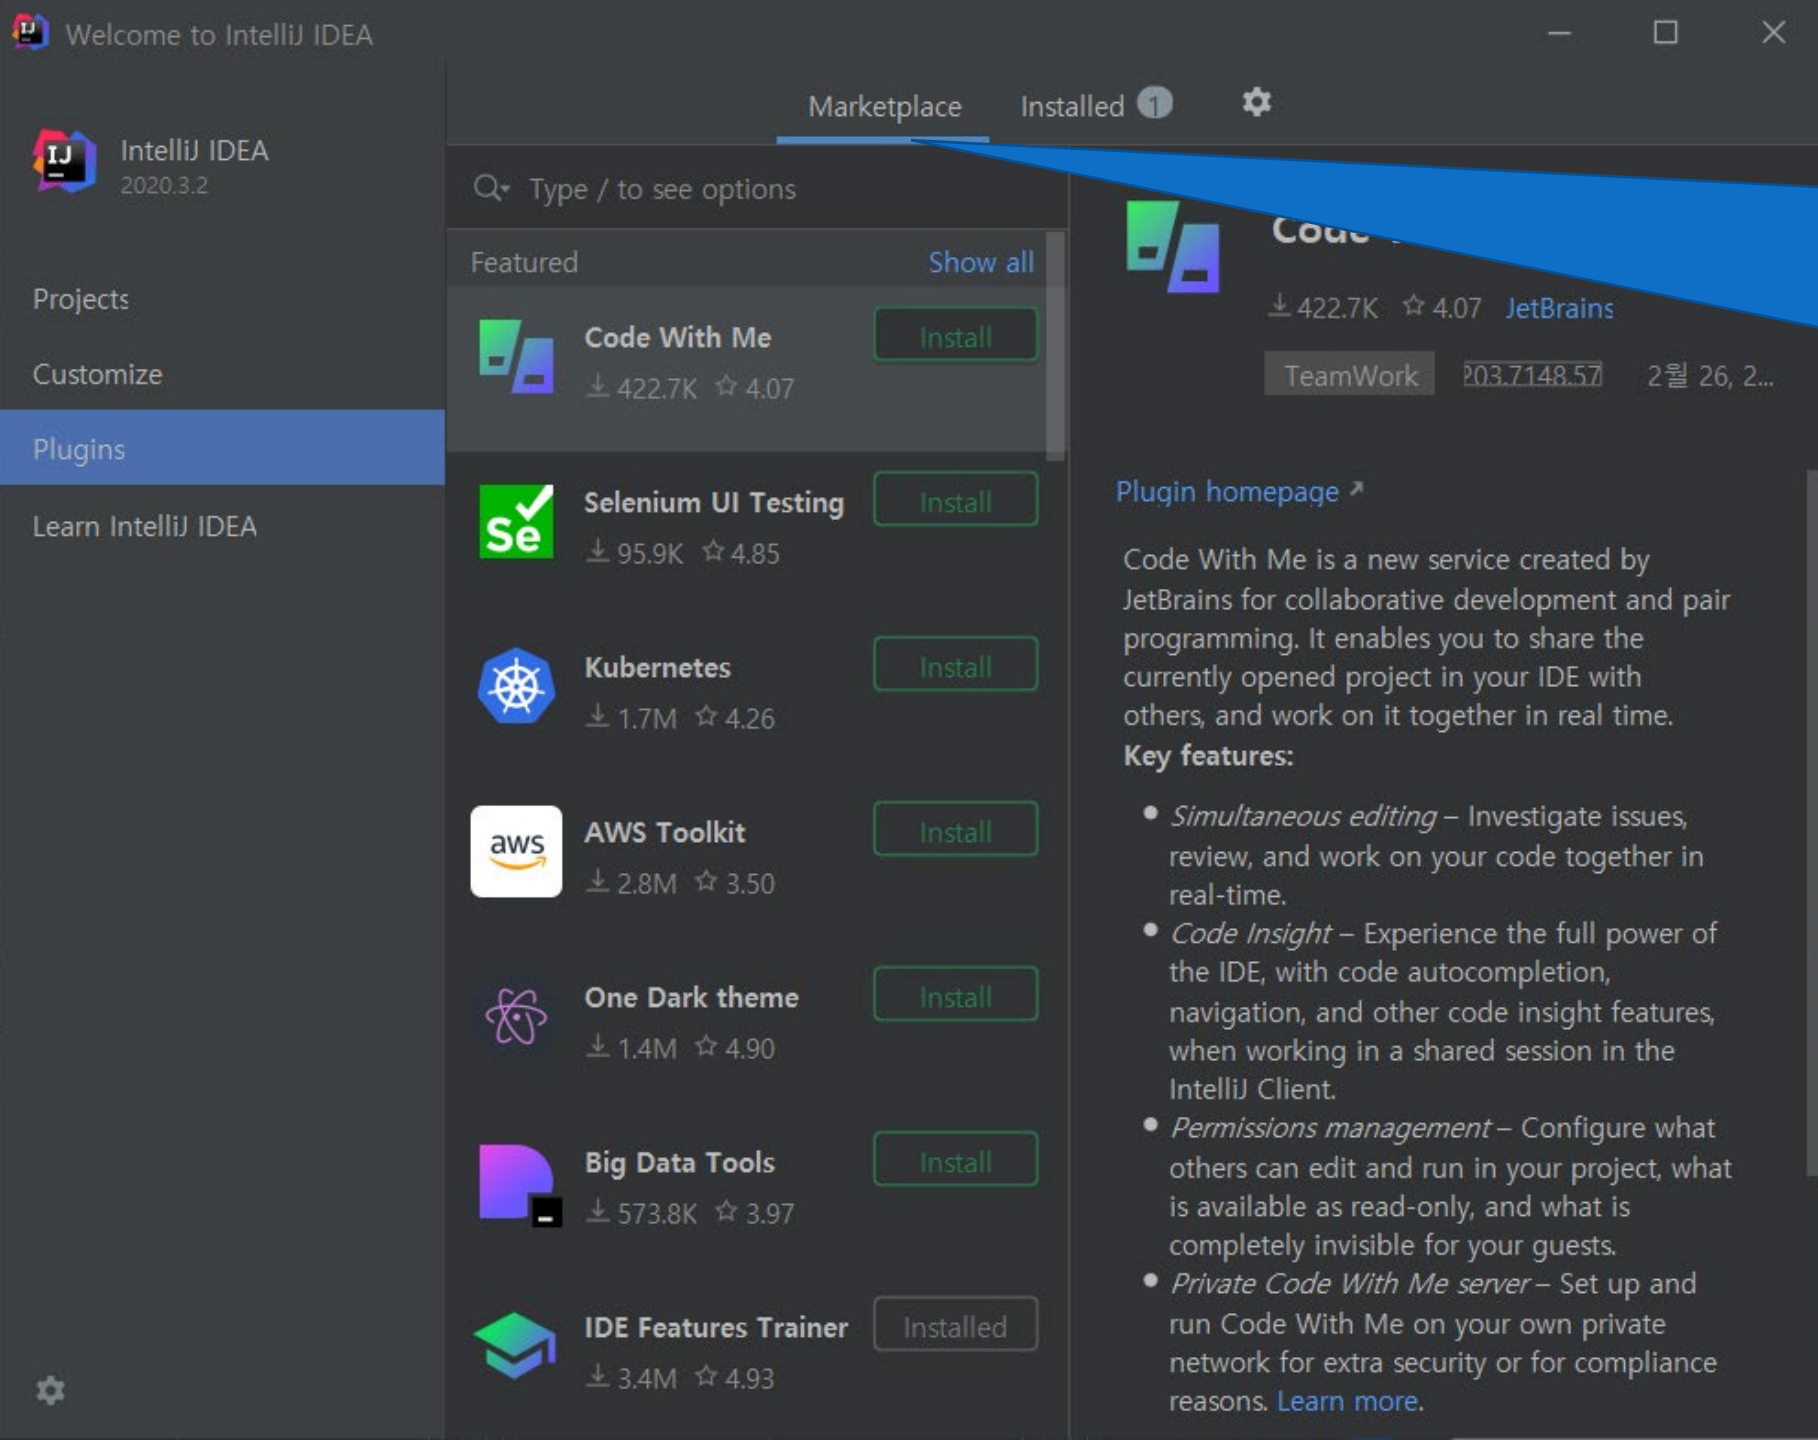 Welcome to IntelliJ IDEA
IntelliJ IDEA
2020.3.2
Projects
Customize
Plugins
Learn IntelliJ IDEA
Marketplace Installed 1
Type / to see options
Featured Show all
Code With Me Install
422.7K 4.07
Selenium UI Testing Install
Se
95.9K 4.85
Kubernetes Install
1.7M 4.26
AWS Toolkit Install
aws
2.8M 3.50
One Dark theme Install
1.4M 4.90
Big Data Tools Install
573.8K 3.97
IDE Features Trainer Installed
3.4M 4.93
Code
422.7K 4.07 JetBrains
TeamWork 203.7148.57 2월 26, 2...
Plugin homepage
Code With Me is a new service created by
JetBrains for collaborative development and pair
programming. It enables you to share the
currently opened project in your IDE with
others, and work on it together in real time.
Key features:
Simultaneous editing – Investigate issues,
review, and work on your code together in
real-time.
Code Insight – Experience the full power of
the IDE, with code autocompletion,
navigation, and other code insight features,
when working in a shared session in the
IntelliJ Client.
Permissions management – Configure what
others can edit and run in your project, what
is available as read-only, and what is
completely invisible for your guests.
Private Code With Me server – Set up and
run Code With Me on your own private
network for extra security or for compliance
reasons. Learn more.